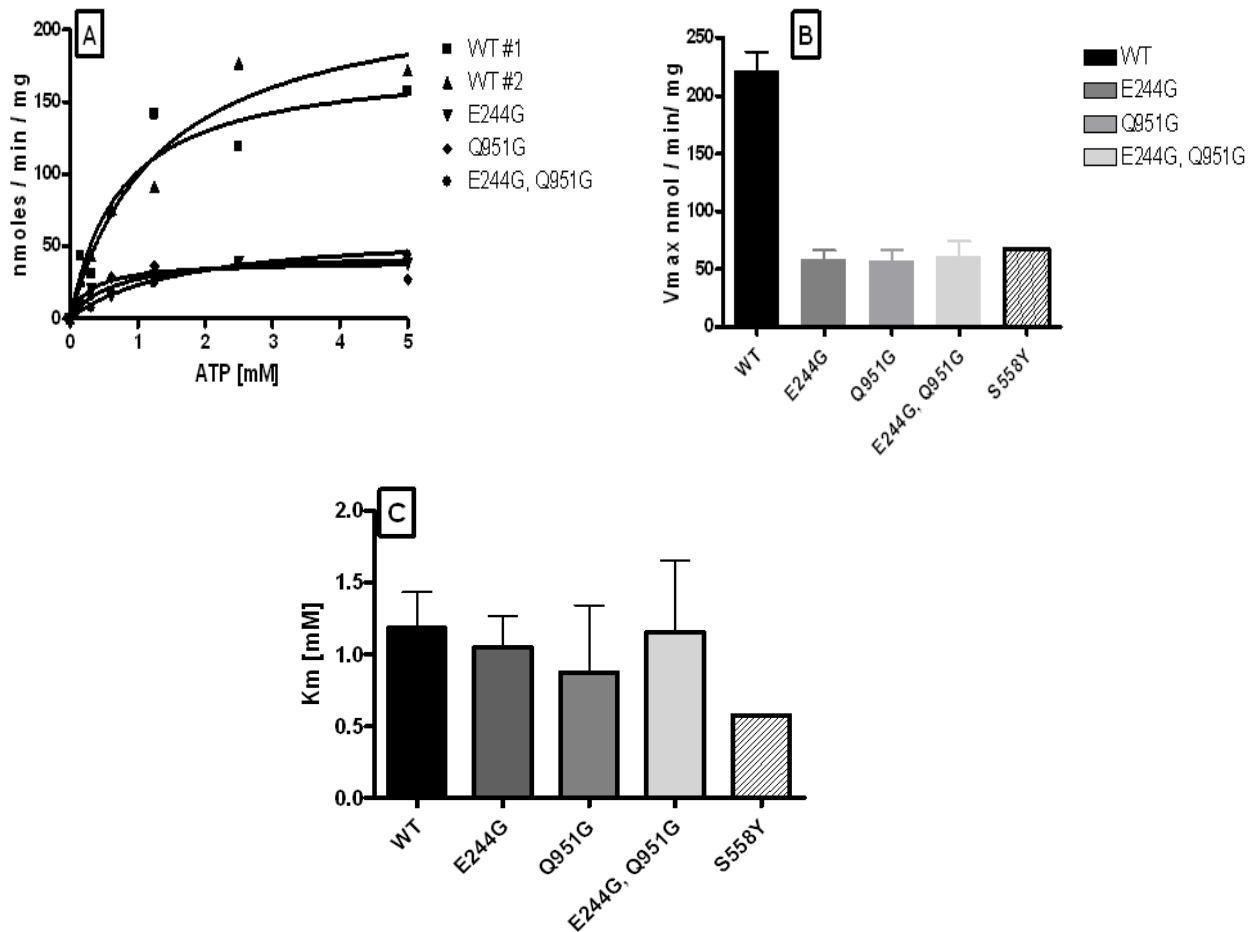 A
200
150
100
50
0
0 1 2 3 4 5
nmoles / min / mg
ATP [mM]
WT #1
WT #2
E244G
Q951G
E244G, Q951G
B
250
200
150
100
50
0
Vmax nmol / min/ mg
WT
E244G
Q951G
E244G, Q951G
S558Y
WT
E244G
Q951G
E244G, Q951G
C
2.0
1.5
1.0
0.5
0.0
Km [mM]
WT
E244G
Q951G
E244G, Q951G
S558Y